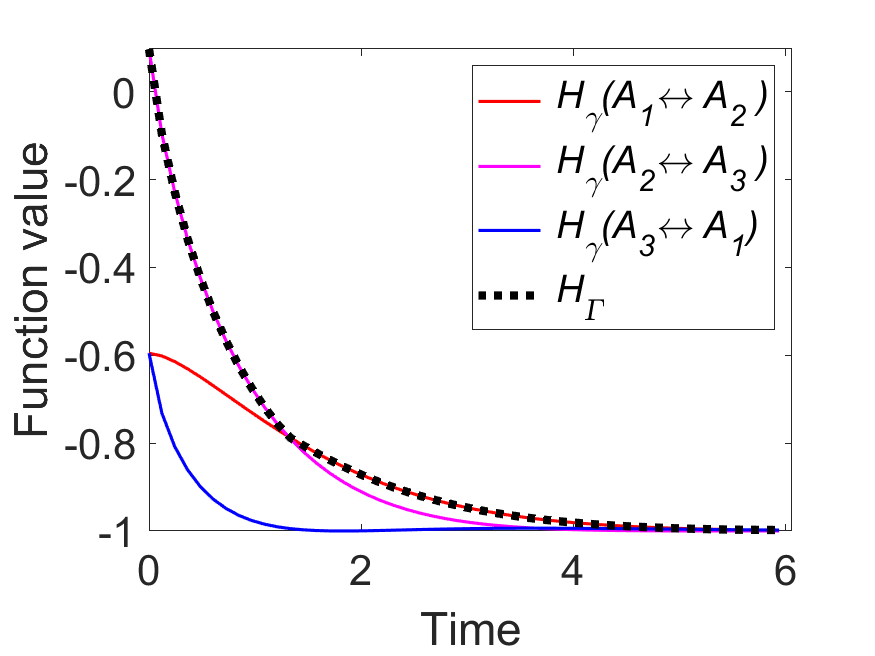 0
-0.2
-0.4
-0.6
-0.8
-1
0 2 4 6
Function value
Time
Hγ(A1↔A2)
Hγ(A2↔A3)
Hγ(A3↔A1)
HΓ